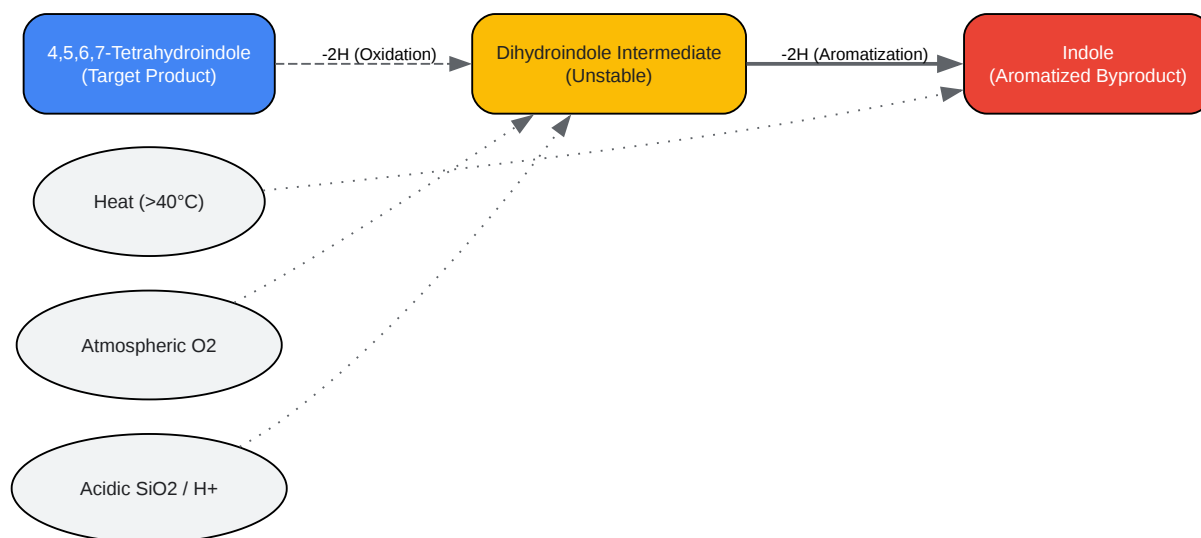 4,5,6,7-Tetrahydroindole
(Target Product)
-2H (Oxidation)
Dihydroindole Intermediate
(Unstable)
-2H (Aromatization)
Indole
(Aromatized Byproduct)
Heat (>40°C)
Atmospheric O2
Acidic SiO2 / H+